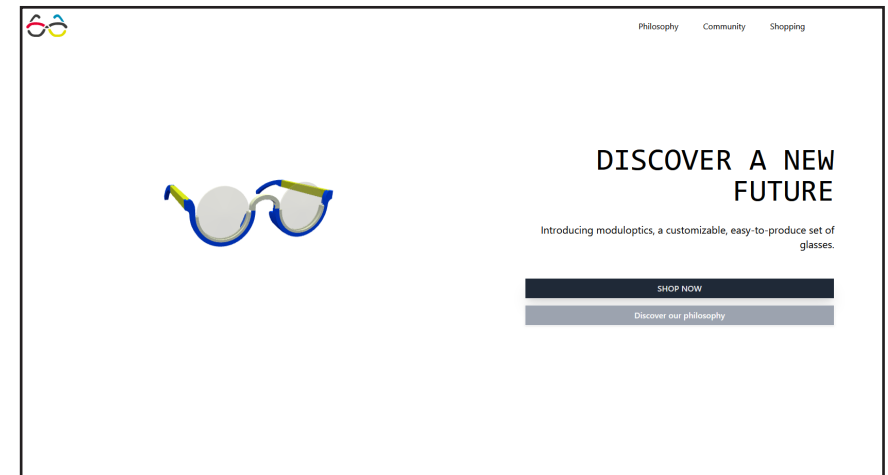 Philosophy Community Shopping
DISCOVER A NEW
FUTURE
Introducing moduloptics, a customizable, easy-to-produce set of
glasses.
SHOP NOW
Discover our philosophy